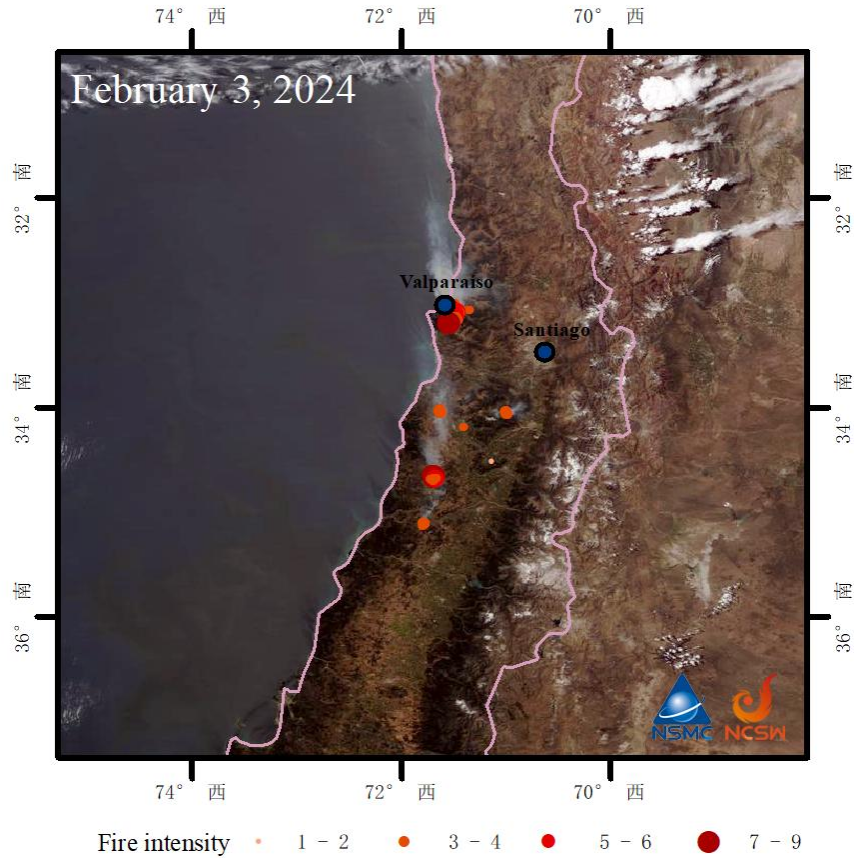 74° 西 72° 西 70° 西
February 3, 2024
32° 南 32° 南
Valparaíso
Santiago
34° 南 34° 南
36° 南 36° 南
NSMC NCSW
74° 西 72° 西 70° 西
Fire intensity 1 - 2 3 - 4 5 - 6 7 - 9